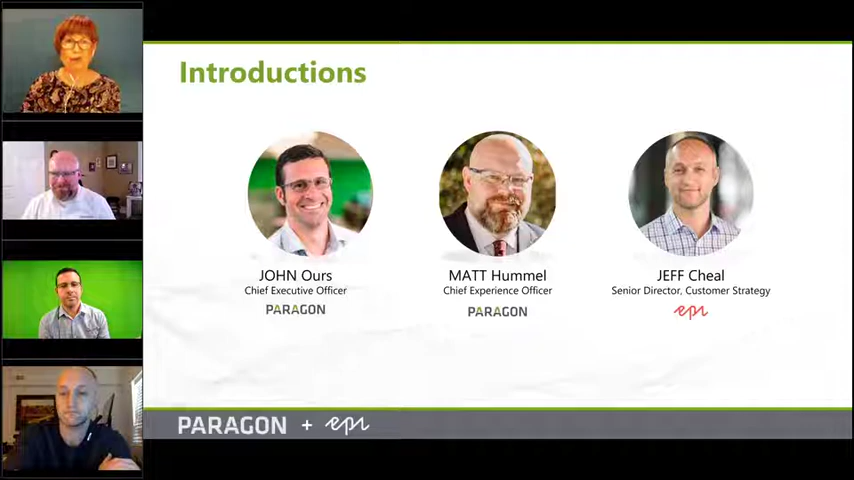 Introductions
JOHN Ours
Chief Executive Officer
PARAGON
MATT Hummel
Chief Experience Officer
PARAGON
JEFF Cheal
Senior Director, Customer Strategy
epi
PARAGON + epi